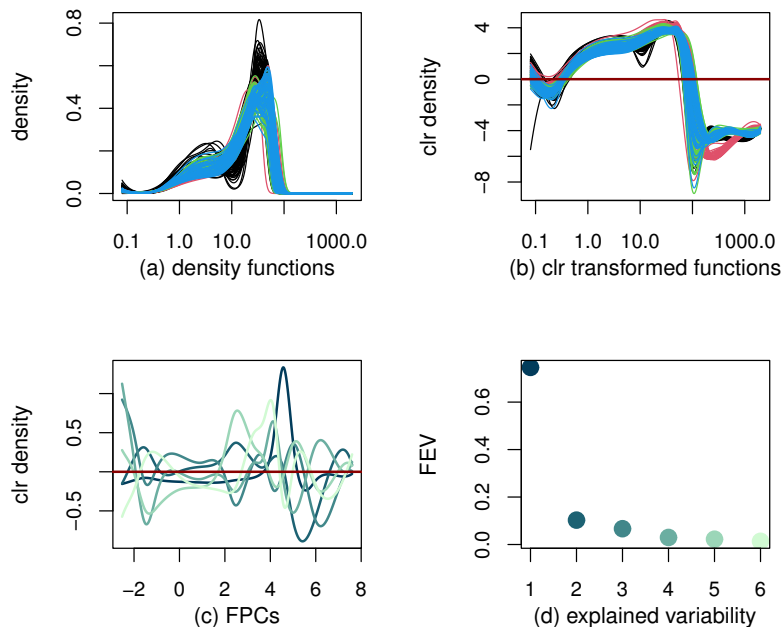 density
0.8
0.4
0.0
0.1 1.0 10.0 1000.0
(a) density functions
clr density
4
0
−4
−8
0.1 1.0 10.0 1000.0
(b) clr transformed functions
clr density
0.5
−0.5
−2 0 2 4 6 8
(c) FPCs
FEV
0.6
0.4
0.2
0.0
1 2 3 4 5 6
(d) explained variability